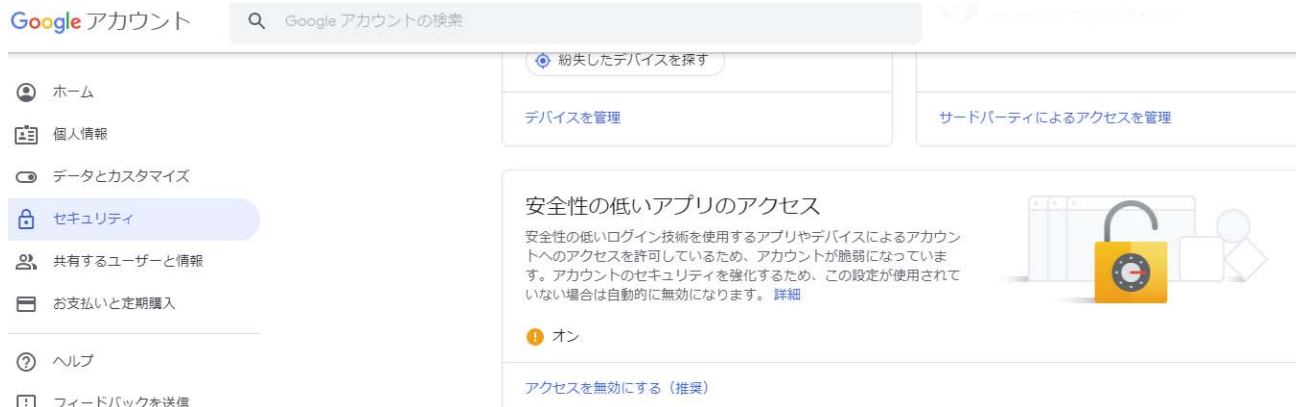 Google アカウント
Google アカウントの検索
ホーム
個人情報
データとカスタマイズ
セキュリティ
共有するユーザーと情報
お支払いと定期購入
ヘルプ
フィードバックを送信
紛失したデバイスを探す
デバイスを管理
サードパーティによるアクセスを管理
安全性の低いアプリのアクセス
安全性の低いログイン技術を使用するアプリやデバイスによるアカウン
トへのアクセスを許可しているため、アカウントが脆弱になっていま
す。アカウントのセキュリティを強化するため、この設定が使用されて
いない場合は自動的に無効になります。 詳細
オン
アクセスを無効にする（推奨）